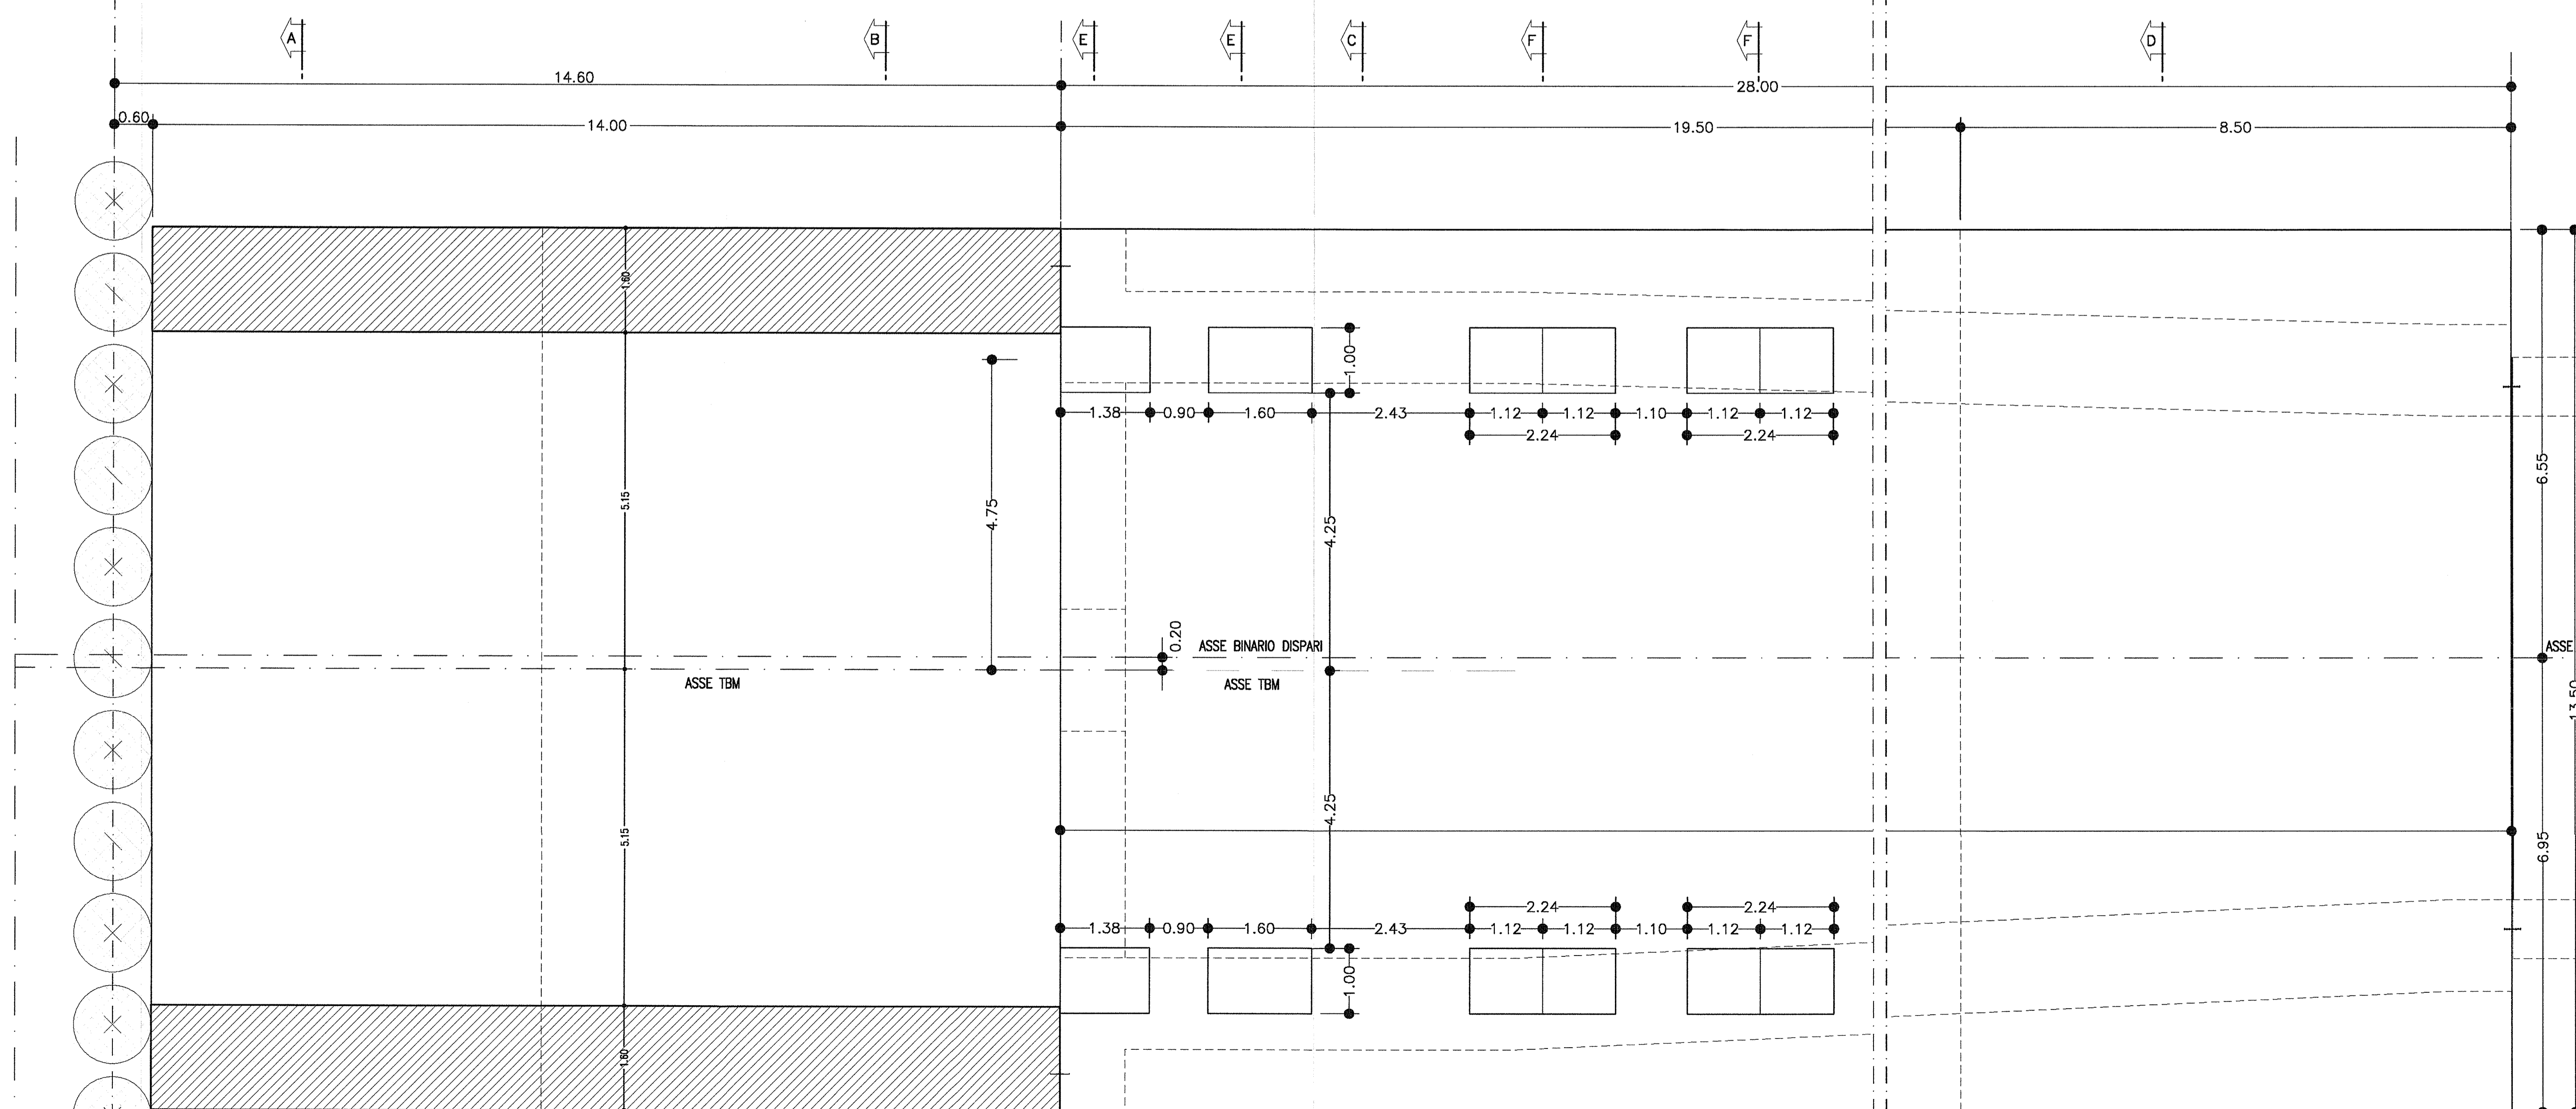 A B E E C F F D
14.60 28.00
0.60 14.00 19.50 8.50
1.60
1.00
1.38 0.90 1.60 2.43 1.12 1.12 1.10 1.12 1.12
2.24 2.24
6.55
5.15 4.75 4.25
0.20
ASSE BINARIO DISPARI ASSE
ASSE TBM ASSE TBM
13.50
4.25
5.15 6.95
2.24 2.24
1.38 0.90 1.60 2.43 1.12 1.12 1.10 1.12 1.12
1.00
1.60